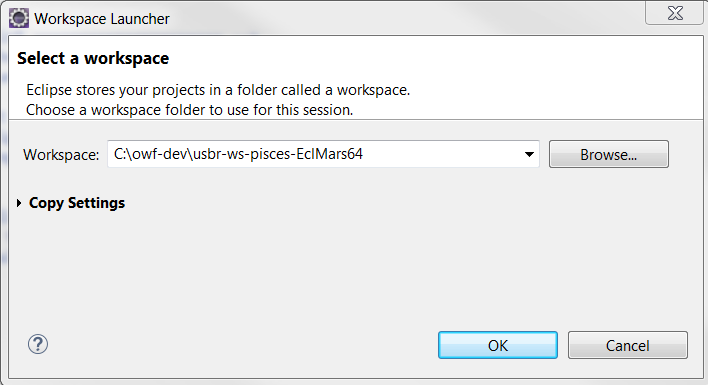 Workspace Launcher
Select a workspace
Eclipse stores your projects in a folder called a workspace.
Choose a workspace folder to use for this session.
Workspace: C:\owf-dev\usbr-ws-pisces-EclMars64 Browse...
Copy Settings
? OK Cancel